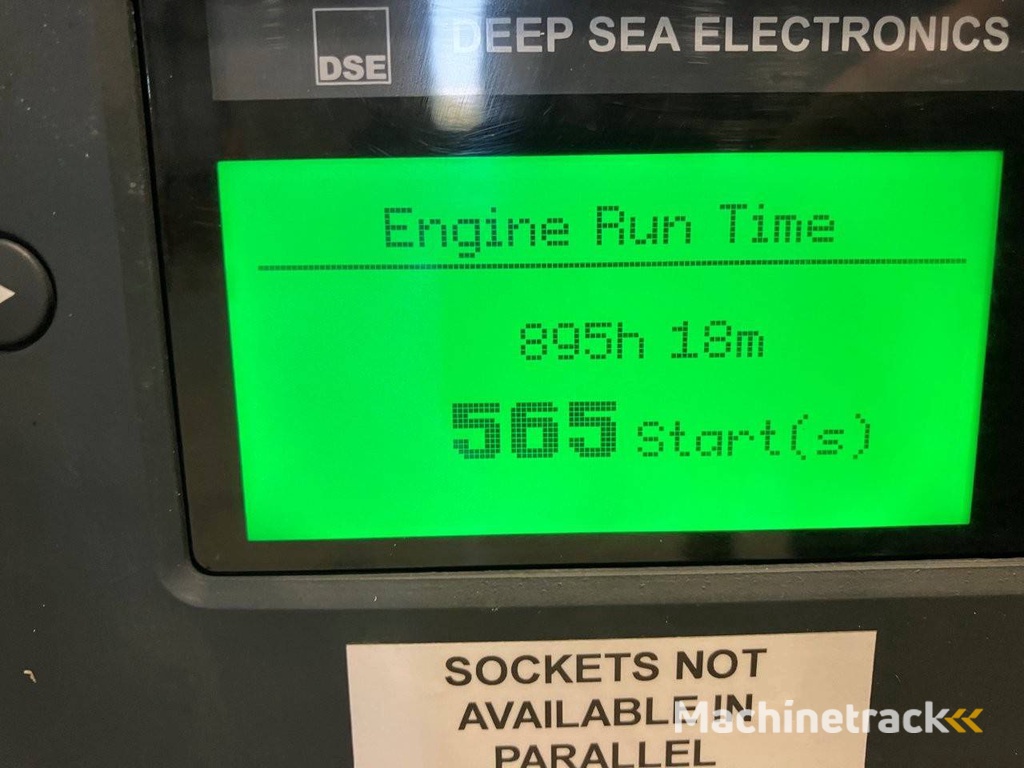 DSE
DEEP SEA ELECTRONICS
Engine Run Time
895h 18m
565 Start(s)
SOCKETS NOT
AVAILABLE IN
PARALLEL
Machinetrack